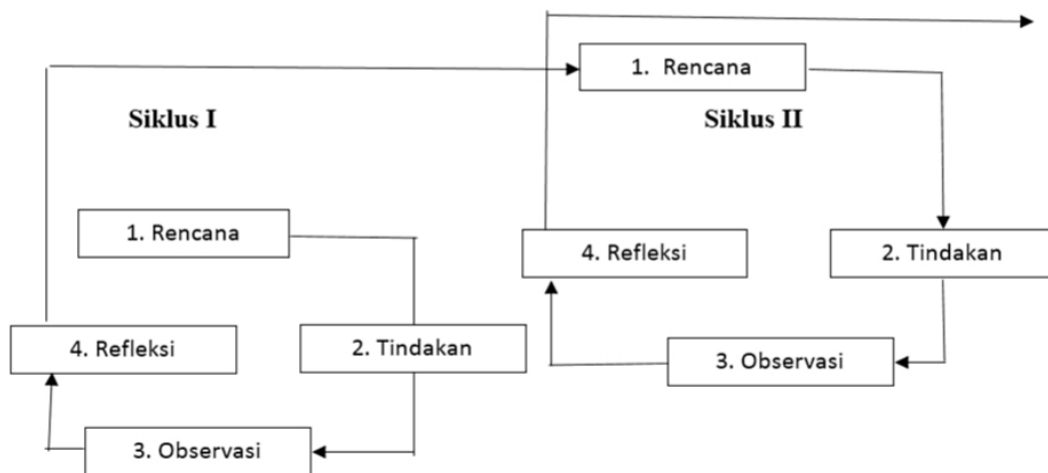 Siklus I
1. Rencana
2. Tindakan
3. Observasi
4. Refleksi
Siklus II
1. Rencana
2. Tindakan
3. Observasi
4. Refleksi